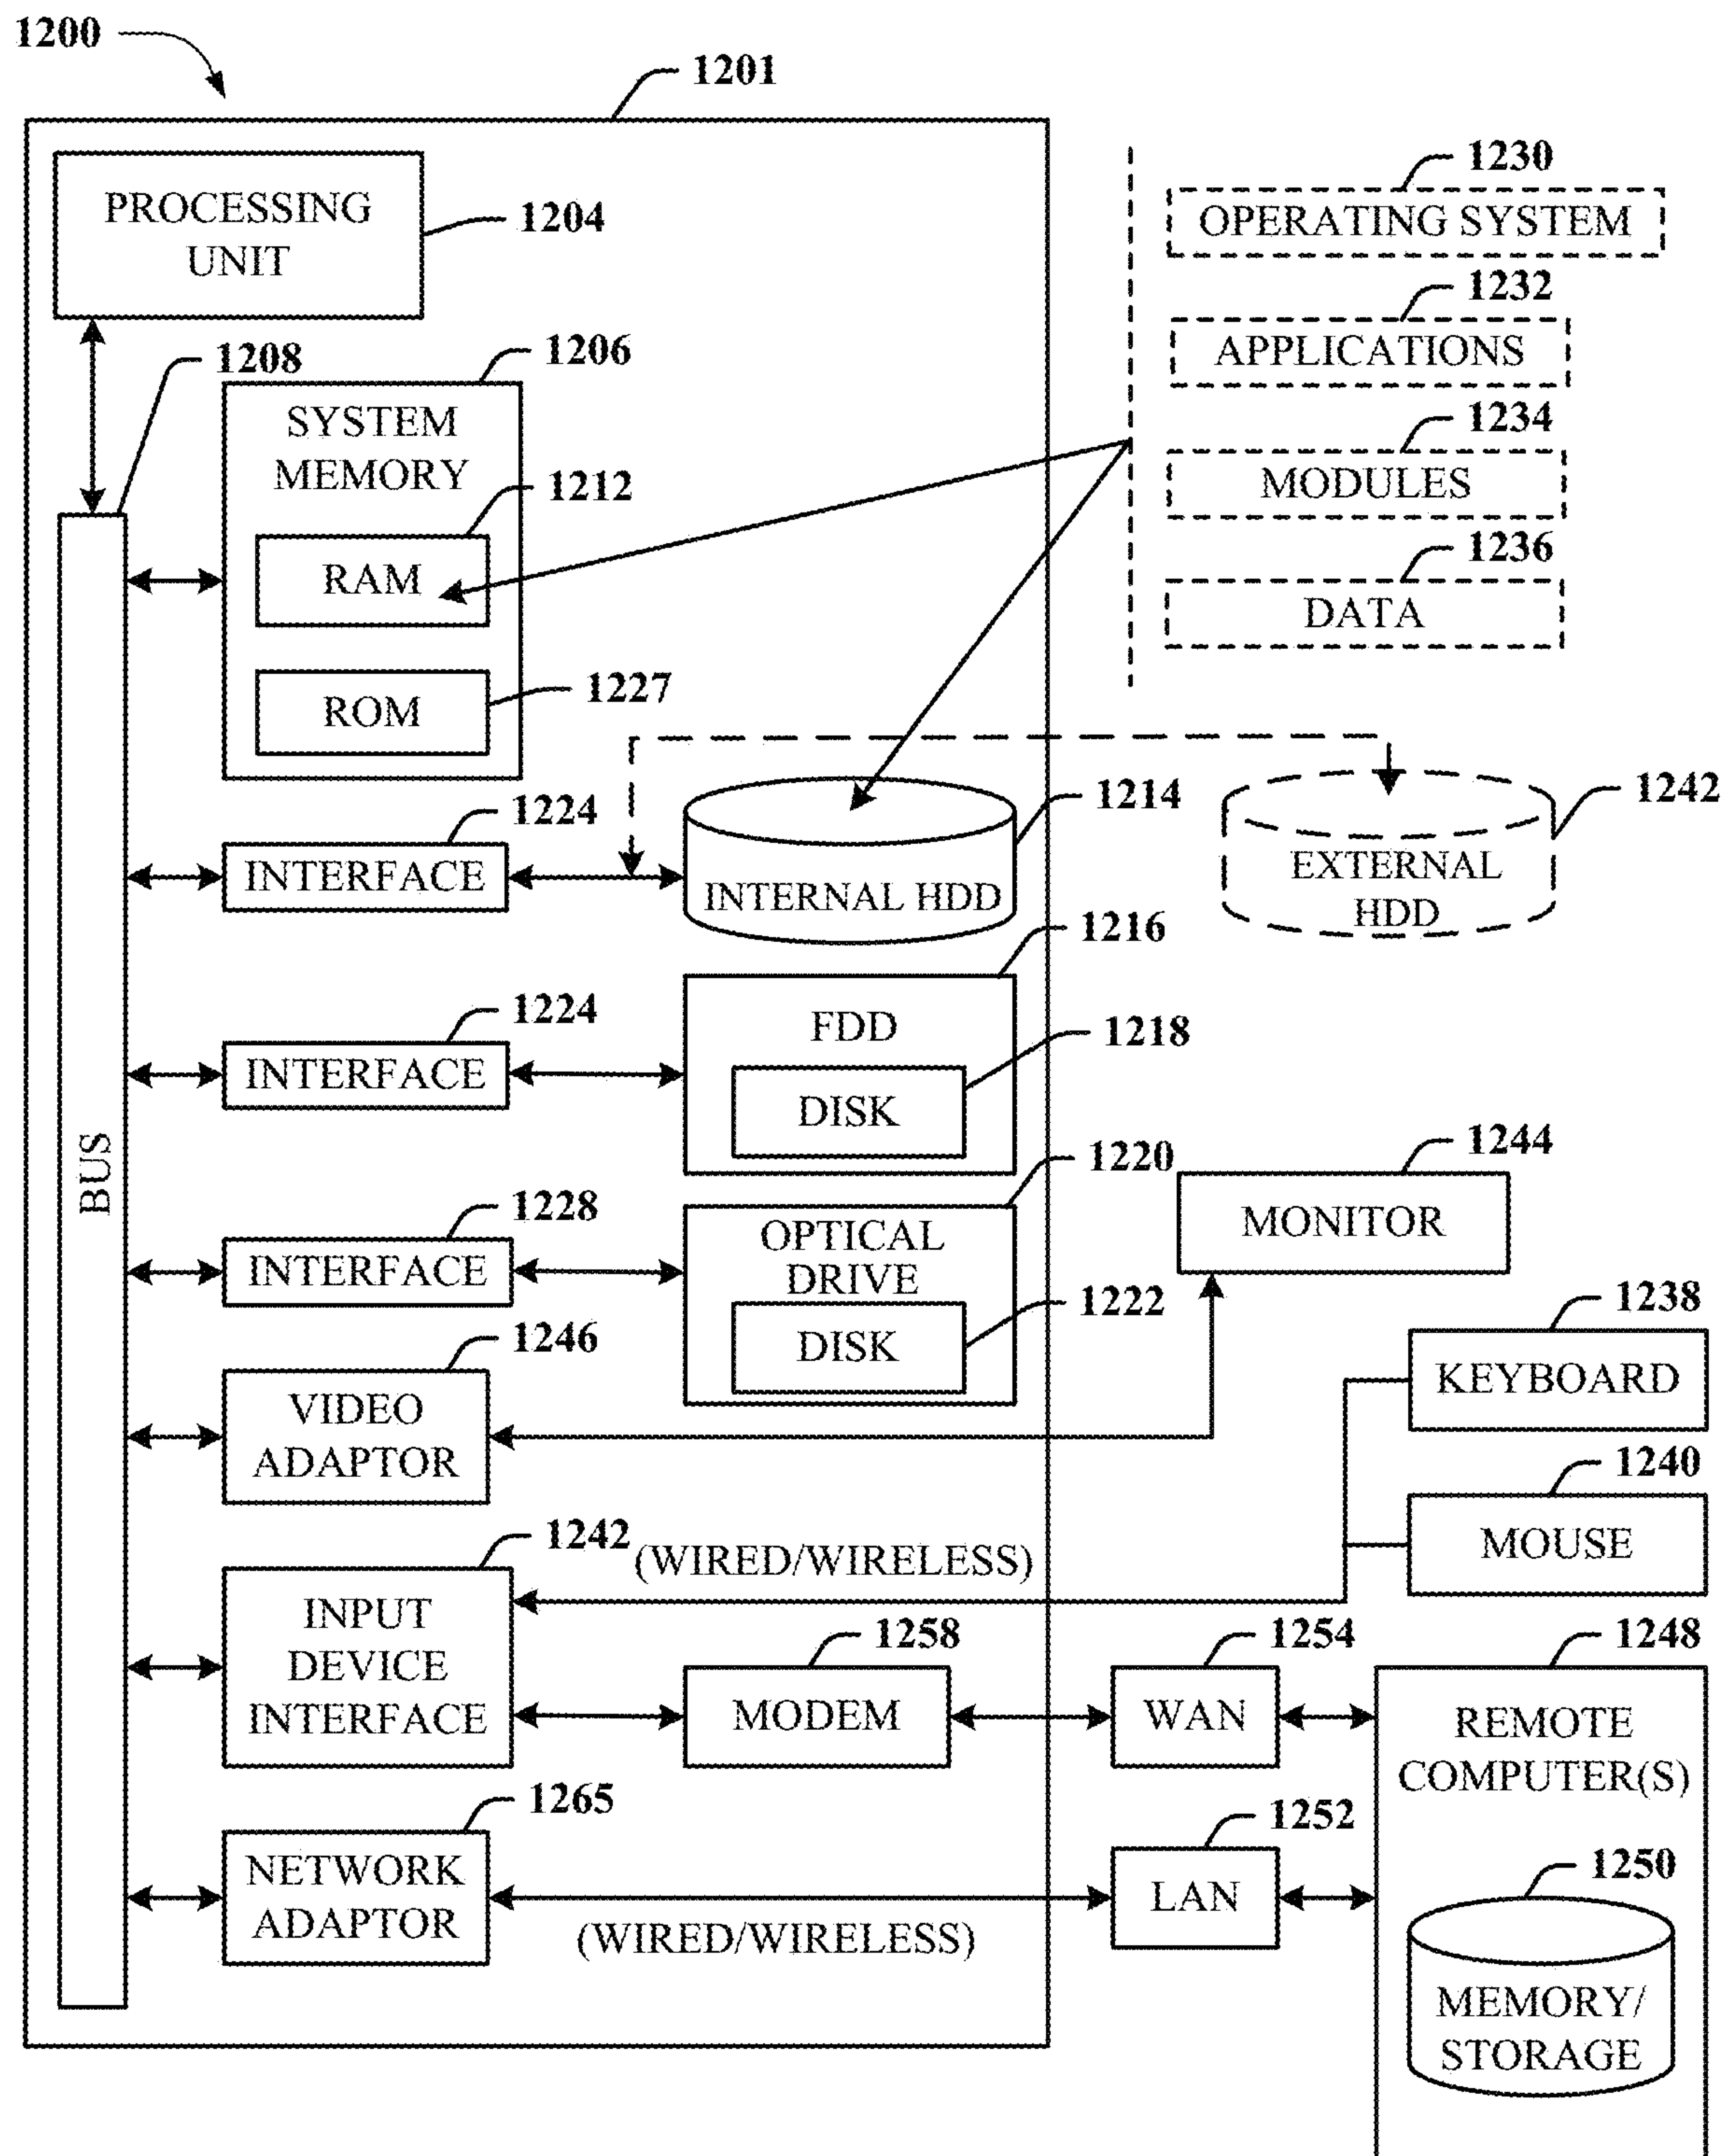 1200
1201
PROCESSING
UNIT
1204
1230
OPERATING SYSTEM
1232
APPLICATIONS
1234
MODULES
1236
DATA
1208
1206
SYSTEM
MEMORY
1212
RAM
1227
ROM
1224
INTERFACE
1214
INTERNAL HDD
1242
EXTERNAL
HDD
1224
INTERFACE
1216
FDD
1218
DISK
BUS
1228
INTERFACE
1220
OPTICAL
DRIVE
1222
DISK
1244
MONITOR
1246
VIDEO
ADAPTOR
1238
KEYBOARD
1240
MOUSE
1242
(WIRED/WIRELESS)
INPUT
DEVICE
INTERFACE
1258
MODEM
1254
WAN
1248
REMOTE
COMPUTER(S)
1265
NETWORK
ADAPTOR
(WIRED/WIRELESS)
1252
LAN
1250
MEMORY/
STORAGE